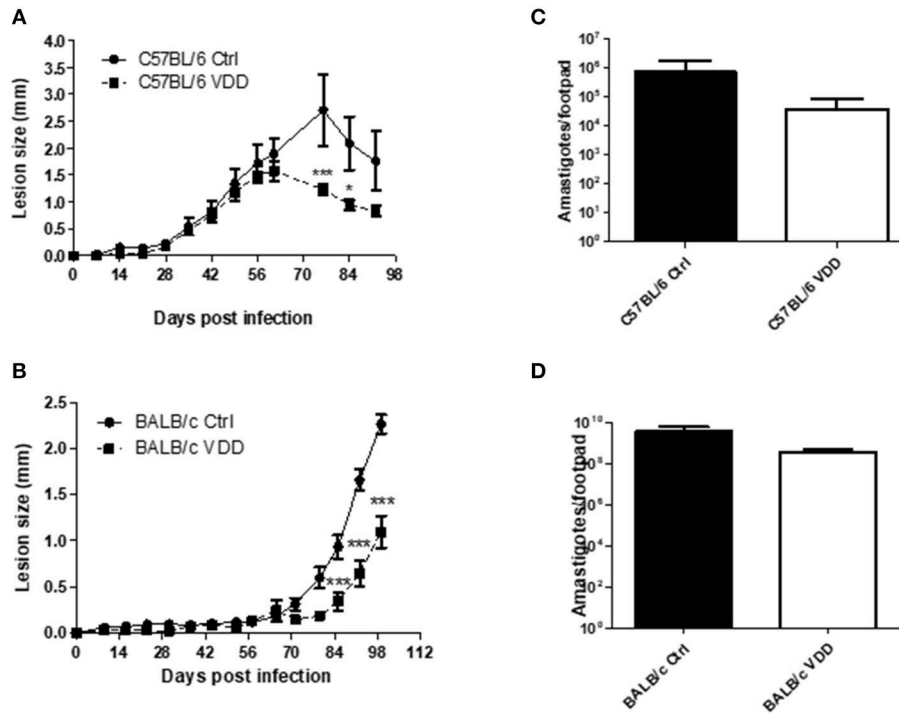 A
C57BL/6 Ctrl
C57BL/6 VDD
Lesion size (mm)
4.0
3.5
3.0
2.5
2.0
1.5
1.0
0.5
0.0
***
*
0 14 28 42 56 70 84 98
Days post infection
C
Amastigotes/footpad
10⁷
10⁶
10⁵
10⁴
10³
10²
10¹
10⁰
C57BL/6 Ctrl
C57BL/6 VDD
B
BALB/c Ctrl
BALB/c VDD
Lesion size (mm)
2.5
2.0
1.5
1.0
0.5
0.0
***
***
***
0 14 28 42 56 70 84 98 112
Days post infection
D
Amastigotes/footpad
10¹⁰
10⁸
10⁶
10⁴
10²
10⁰
BALB/c Ctrl
BALB/c VDD